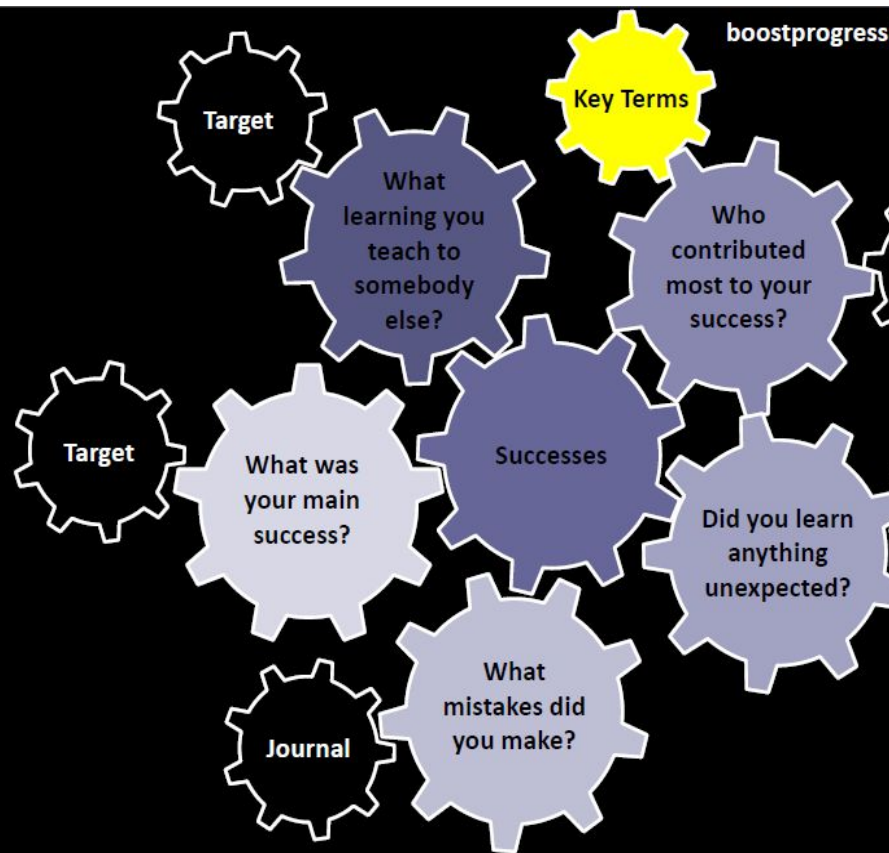 boostprogress
Target
Key Terms
What
learning you
teach to
somebody
else?
Who
contributed
most to your
success?
Target
What was
your main
success?
Successes
Did you learn
anything
unexpected?
What
mistakes did
you make?
Journal